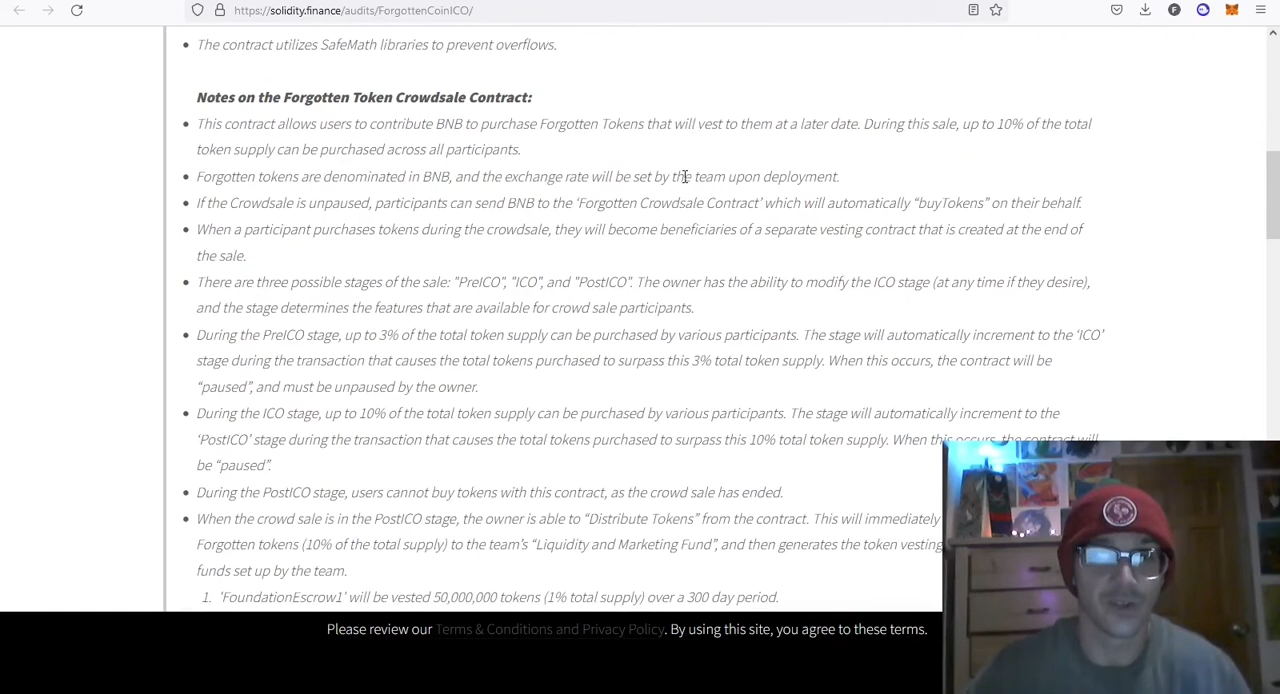 https://solidity.finance/audits/ForgottenCoinICO/
The contract utilizes SafeMath libraries to prevent overflows.
Notes on the Forgotten Token Crowdsale Contract:
This contract allows users to contribute BNB to purchase Forgotten Tokens that will vest to them at a later date. During this sale, up to 10% of the total
token supply can be purchased across all participants.
Forgotten tokens are denominated in BNB, and the exchange rate will be set by the team upon deployment.
If the Crowdsale is unpaused, participants can send BNB to the ‘Forgotten Crowdsale Contract’ which will automatically “buyTokens” on their behalf.
When a participant purchases tokens during the crowdsale, they will become beneficiaries of a separate vesting contract that is created at the end of
the sale.
There are three possible stages of the sale: "PreICO", "ICO", and "PostICO". The owner has the ability to modify the ICO stage (at any time if they desire),
and the stage determines the features that are available for crowd sale participants.
During the PreICO stage, up to 3% of the total token supply can be purchased by various participants. The stage will automatically increment to the ‘ICO’
stage during the transaction that causes the total tokens purchased to surpass this 3% total token supply. When this occurs, the contract will be
“paused”, and must be unpaused by the owner.
During the ICO stage, up to 10% of the total token supply can be purchased by various participants. The stage will automatically increment to the
‘PostICO’ stage during the transaction that causes the total tokens purchased to surpass this 10% total token supply. When this occurs, the contract will
be “paused”.
During the PostICO stage, users cannot buy tokens with this contract, as the crowd sale has ended.
When the crowd sale is in the PostICO stage, the owner is able to “Distribute Tokens” from the contract. This will immediately
Forgotten tokens (10% of the total supply) to the team’s “Liquidity and Marketing Fund”, and then generates the token vesting
funds set up by the team.
1. ‘FoundationEscrow1’ will be vested 50,000,000 tokens (1% total supply) over a 300 day period.
Please review our Terms & Conditions and Privacy Policy. By using this site, you agree to these terms.